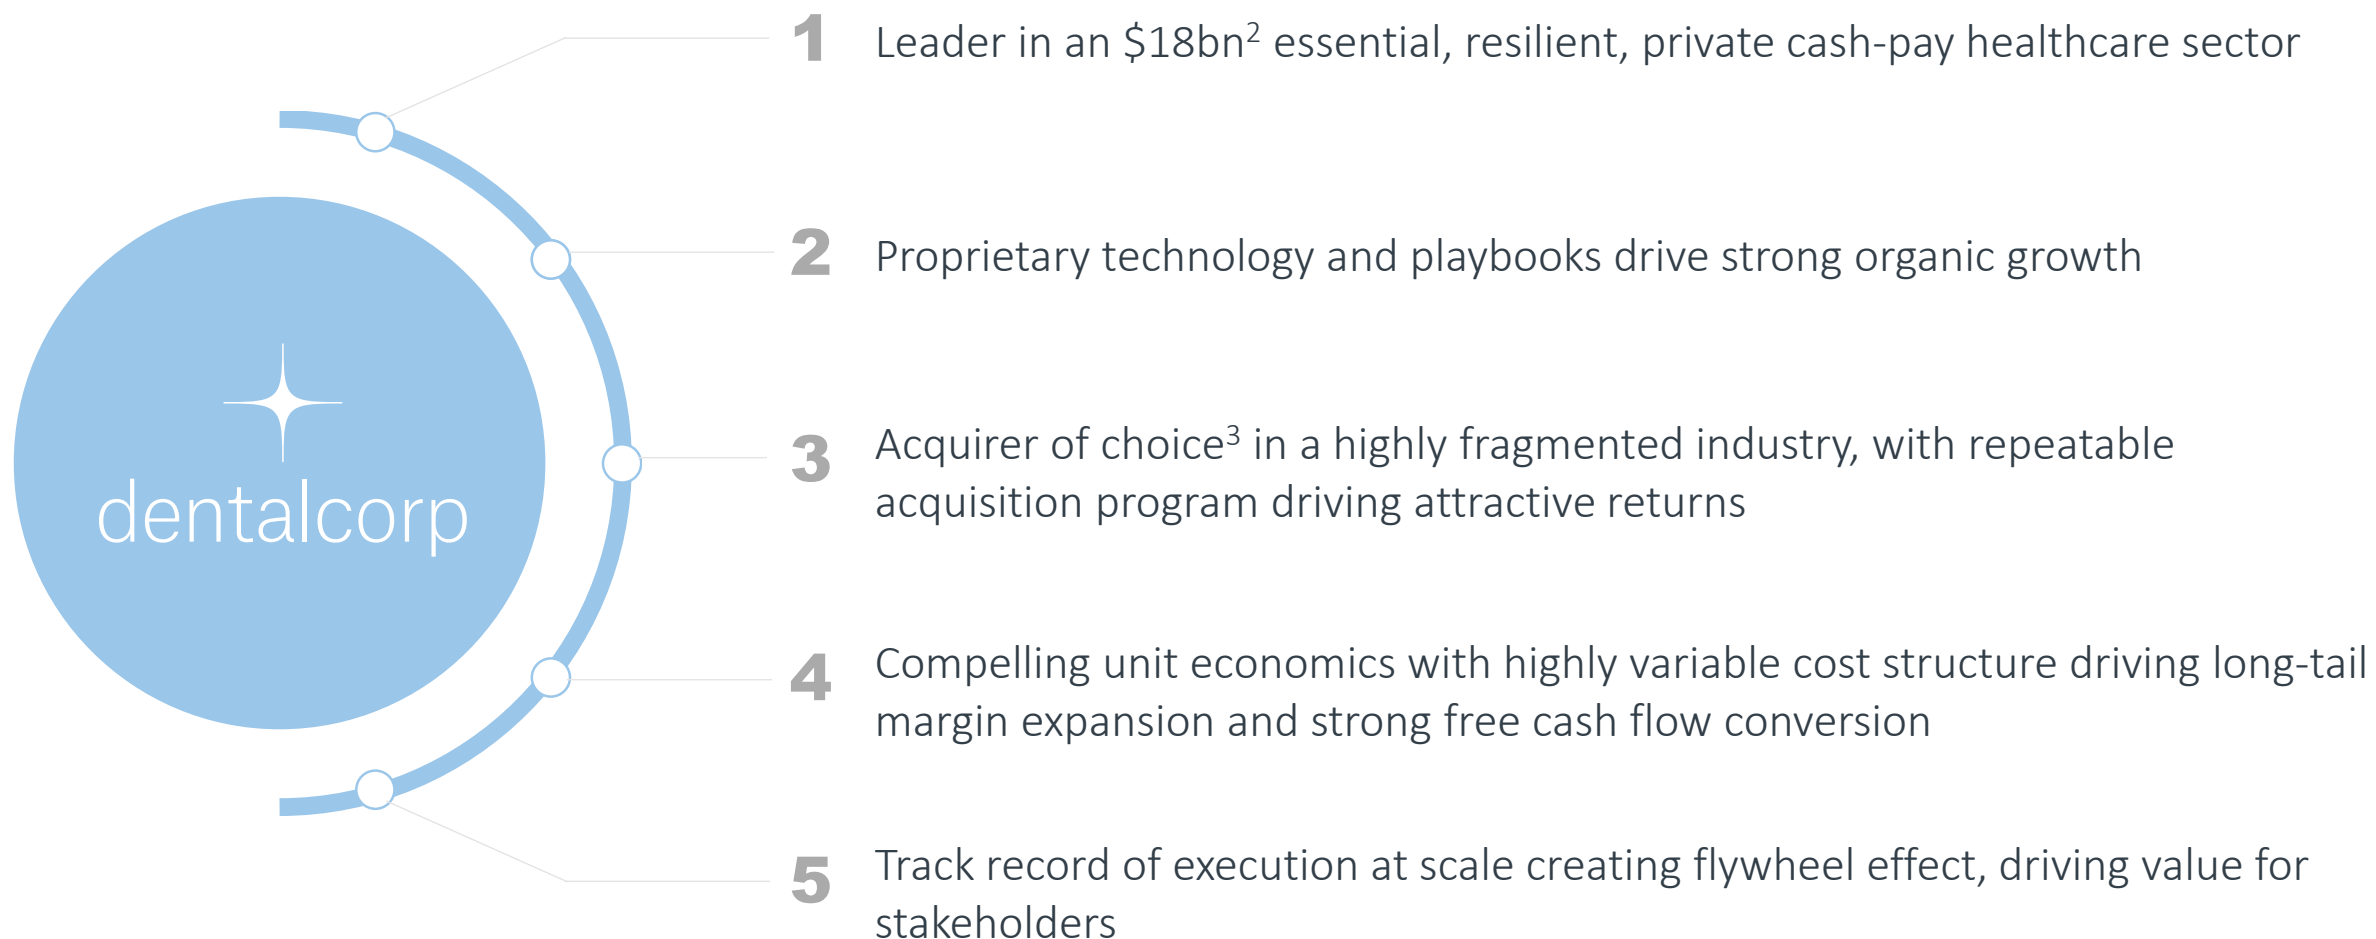 1 Leader in an $18bn² essential, resilient, private cash-pay healthcare sector
2 Proprietary technology and playbooks drive strong organic growth
dentalcorp
3 Acquirer of choice³ in a highly fragmented industry, with repeatable
acquisition program driving attractive returns
4 Compelling unit economics with highly variable cost structure driving long-tail
margin expansion and strong free cash flow conversion
5 Track record of execution at scale creating flywheel effect, driving value for
stakeholders